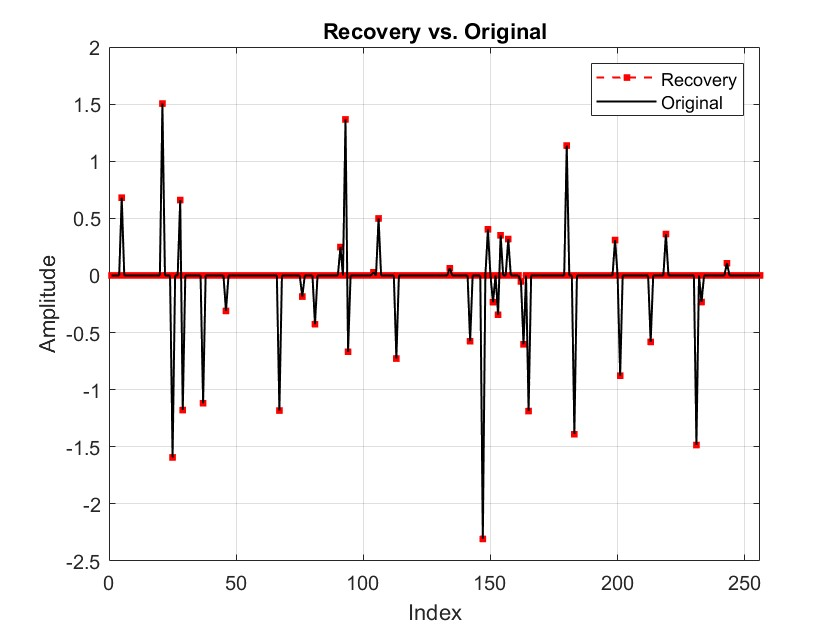 Recovery vs. Original
2
1.5
1
0.5
0
-0.5
-1
-1.5
-2
-2.5
Amplitude
Recovery
Original
0 50 100 150 200 250
Index